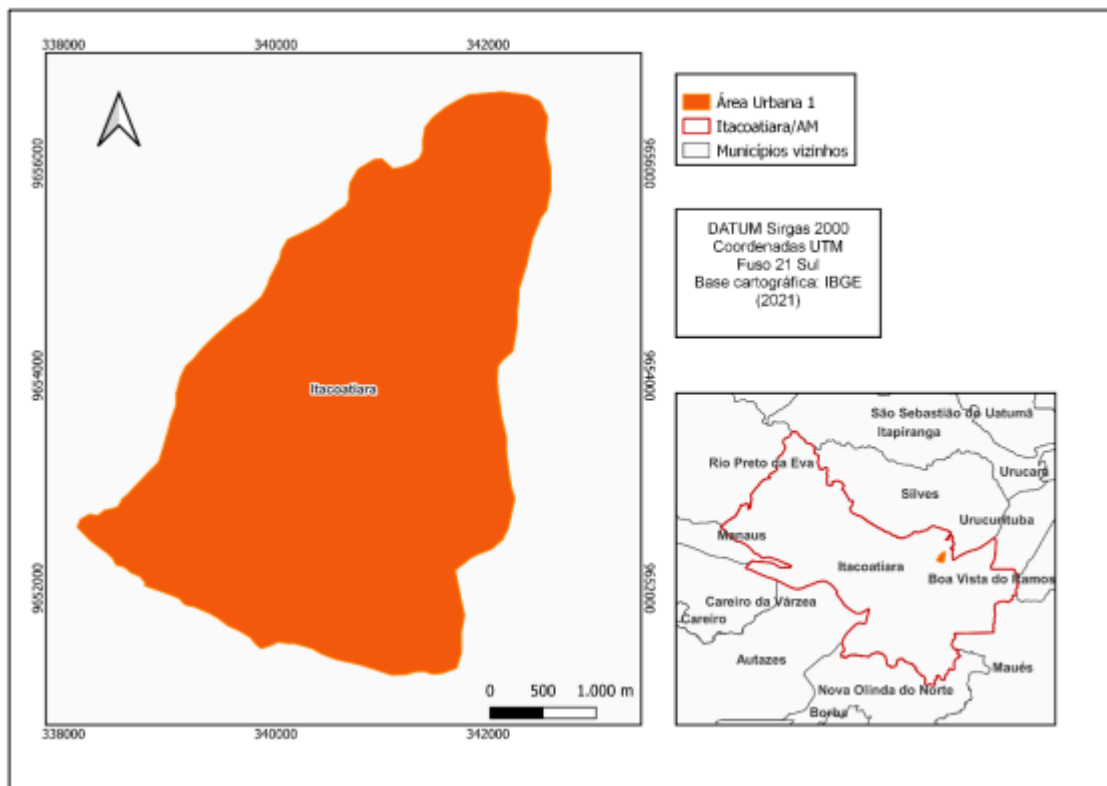 338000
340000
342000
9656000
9656000
9654000
9654000
9652000
9652000
Itacoatiara
0 500 1.000 m
338000
340000
342000
Área Urbana 1
Itacoatiara/AM
Municípios vizinhos
DATUM Sirgas 2000
Coordenadas UTM
Fuso 21 Sul
Base cartográfica: IBGE
(2021)
São Sebastião do Uatumã
Itapiranga
Rio Preto da Eva
Urucará
Silves
Urucurituba
Manaus
Itacoatiara
Boa Vista do Ramos
Careiro da Várzea
Careiro
Autazes
Maués
Nova Olinda do Norte
Borba